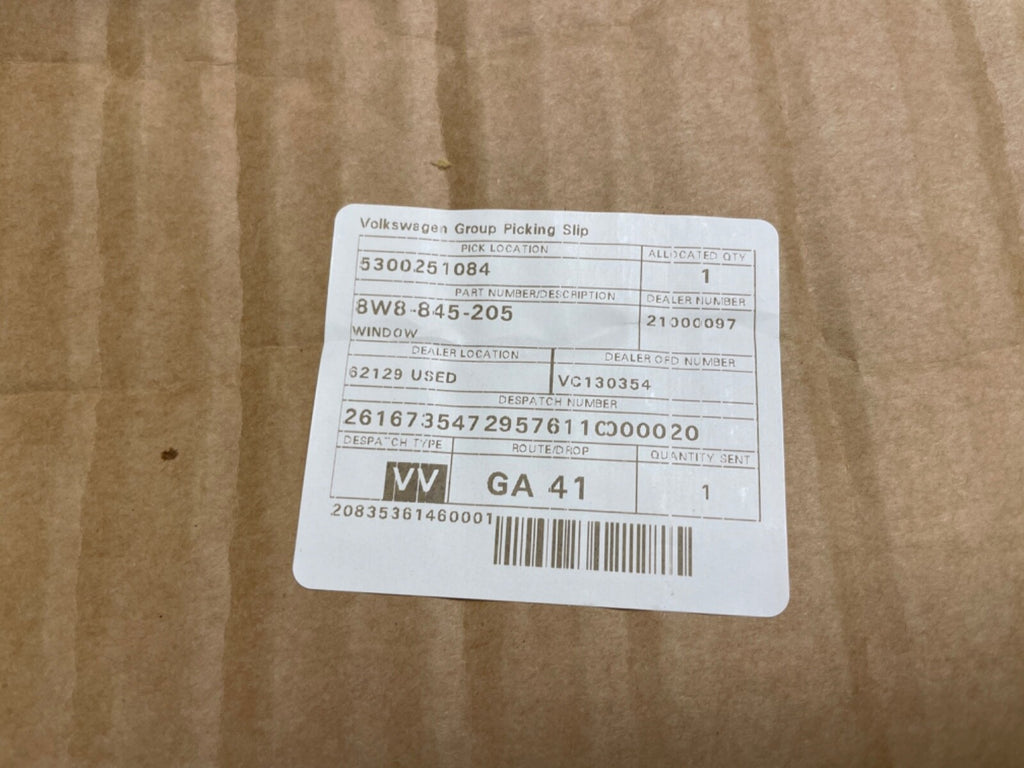 Volkswagen Group Picking Slip
PICK LOCATION
ALLOCATED QTY
5300251084
1
PART NUMBER/DESCRIPTION
DEALER NUMBER
8W8-845-205
21000097
WINDOW
DEALER LOCATION
DEALER ORD NUMBER
62129 USED
VC130354
DESPATCH NUMBER
26167354729576110000020
DESPATCH TYPE
ROUTE/DROP
QUANTITY SENT
VV
GA 41
1
20835361460001